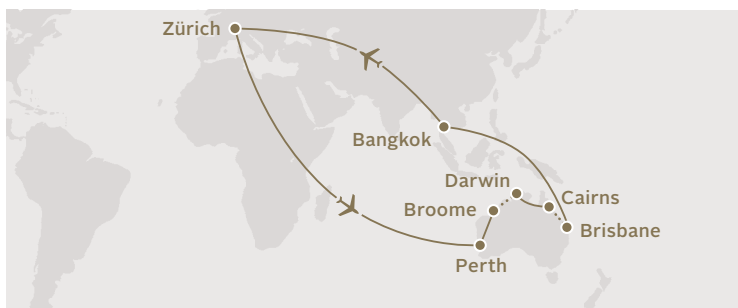 Zürich
Bangkok
Darwin
Cairns
Broome
Brisbane
Perth